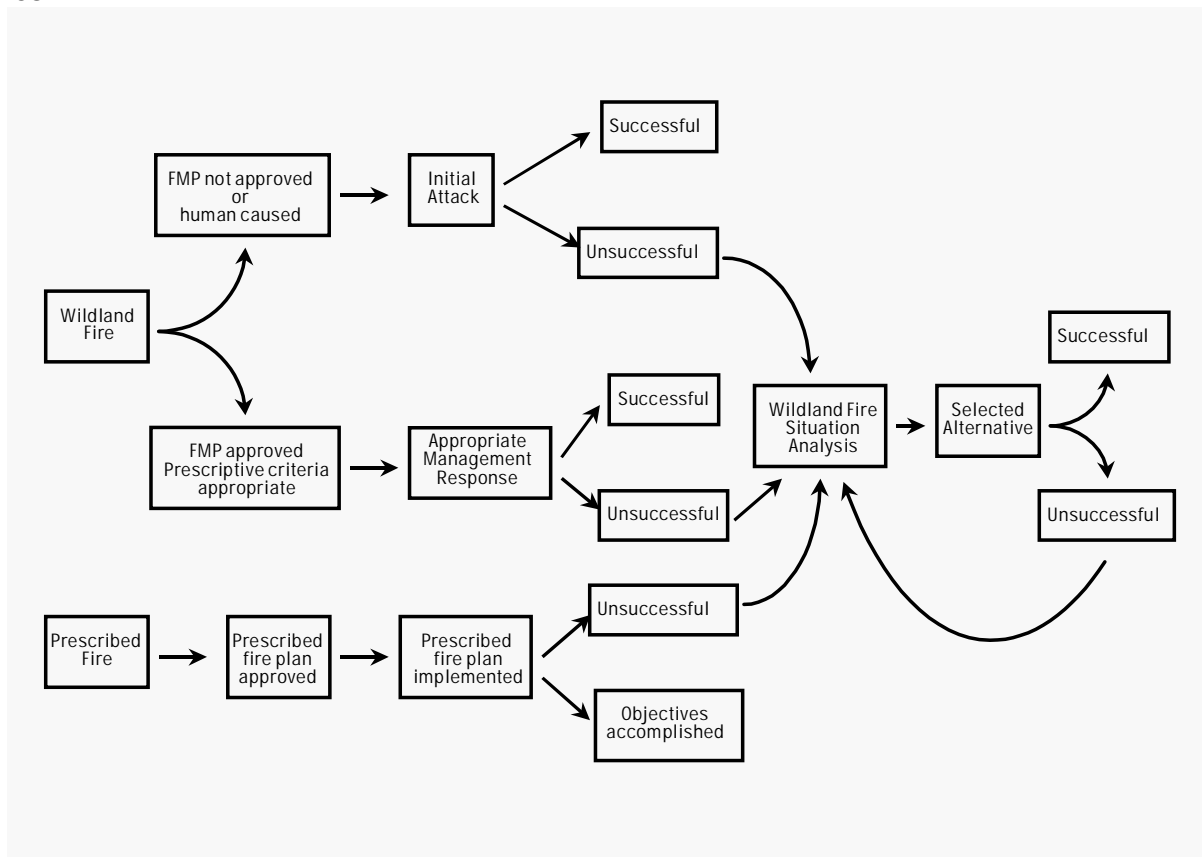 Successful
FMP not approved
or
human caused
Initial
Attack
Unsuccessful
Wildland
Fire
Successful
Successful
Wildland Fire
Situation
Analysis
Selected
Alternative
FMP approved
Prescriptive criteria
appropriate
Appropriate
Management
Response
Unsuccessful
Unsuccessful
Unsuccessful
Prescribed
Fire
Prescribed
fire plan
approved
Prescribed
fire plan
implemented
Objectives
accomplished